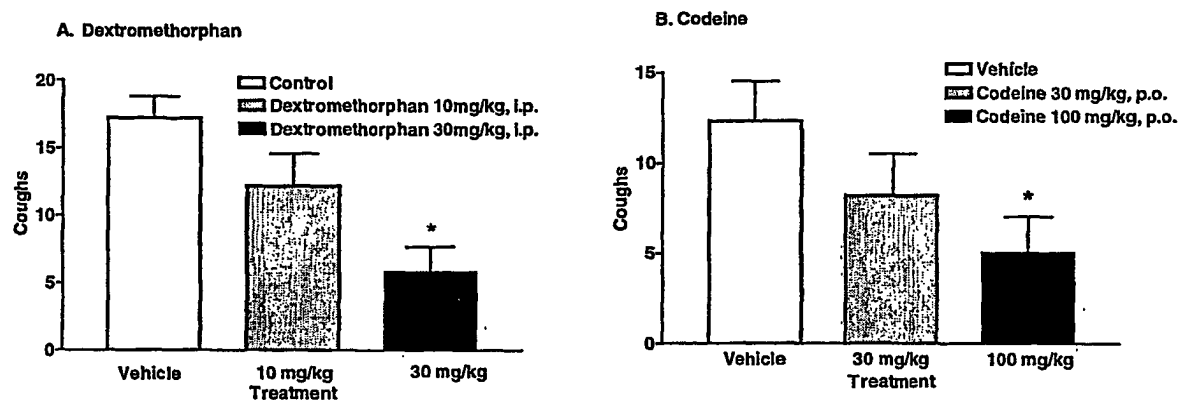 A. Dextromethorphan
20
15
10
5
0
Coughs
Control
Dextromethorphan 10mg/kg, i.p.
Dextromethorphan 30mg/kg, i.p.
*
Vehicle
10 mg/kg
30 mg/kg
Treatment
B. Codeine
15
10
5
0
Coughs
Vehicle
Codeine 30 mg/kg, p.o.
Codeine 100 mg/kg, p.o.
*
Vehicle
30 mg/kg
100 mg/kg
Treatment